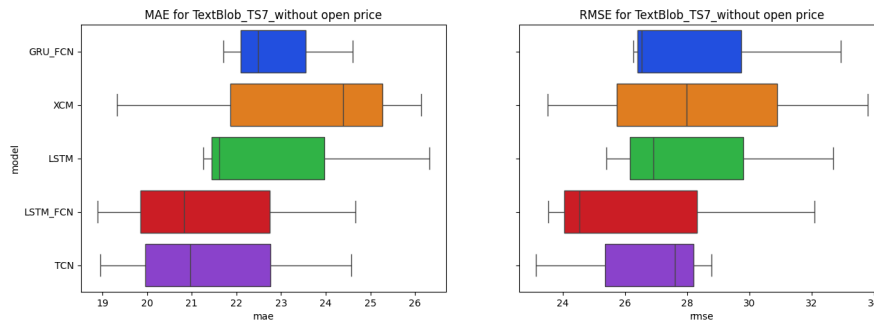 MAE for TextBlob_TS7_without open price
GRU_FCN
XCM
LSTM
LSTM_FCN
TCN
model
19 20 21 22 23 24 25 26
mae
RMSE for TextBlob_TS7_without open price
24 26 28 30 32
rmse